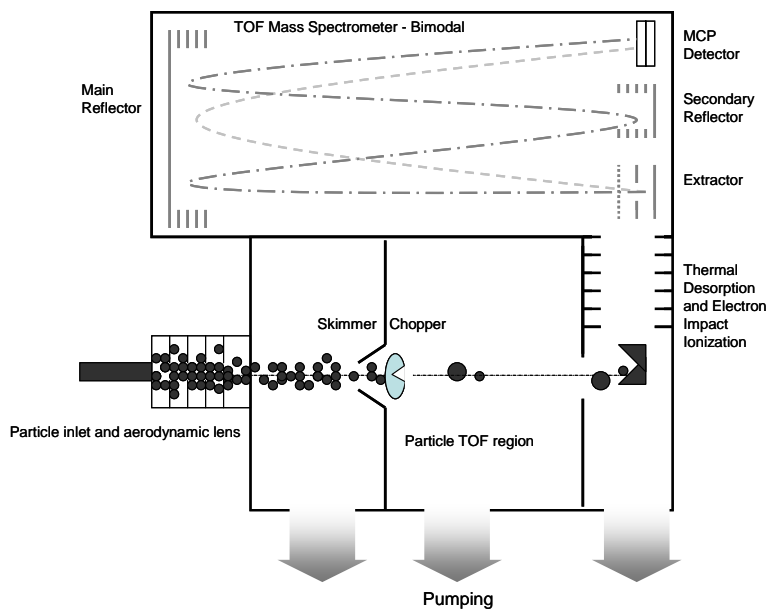 TOF Mass Spectrometer - Bimodal
MCP
Detector
Main
Reflector
Secondary
Reflector
Extractor
Thermal
Desorption
and Electron
Impact
Ionization
Skimmer
Chopper
Particle inlet and aerodynamic lens
Particle TOF region
Pumping